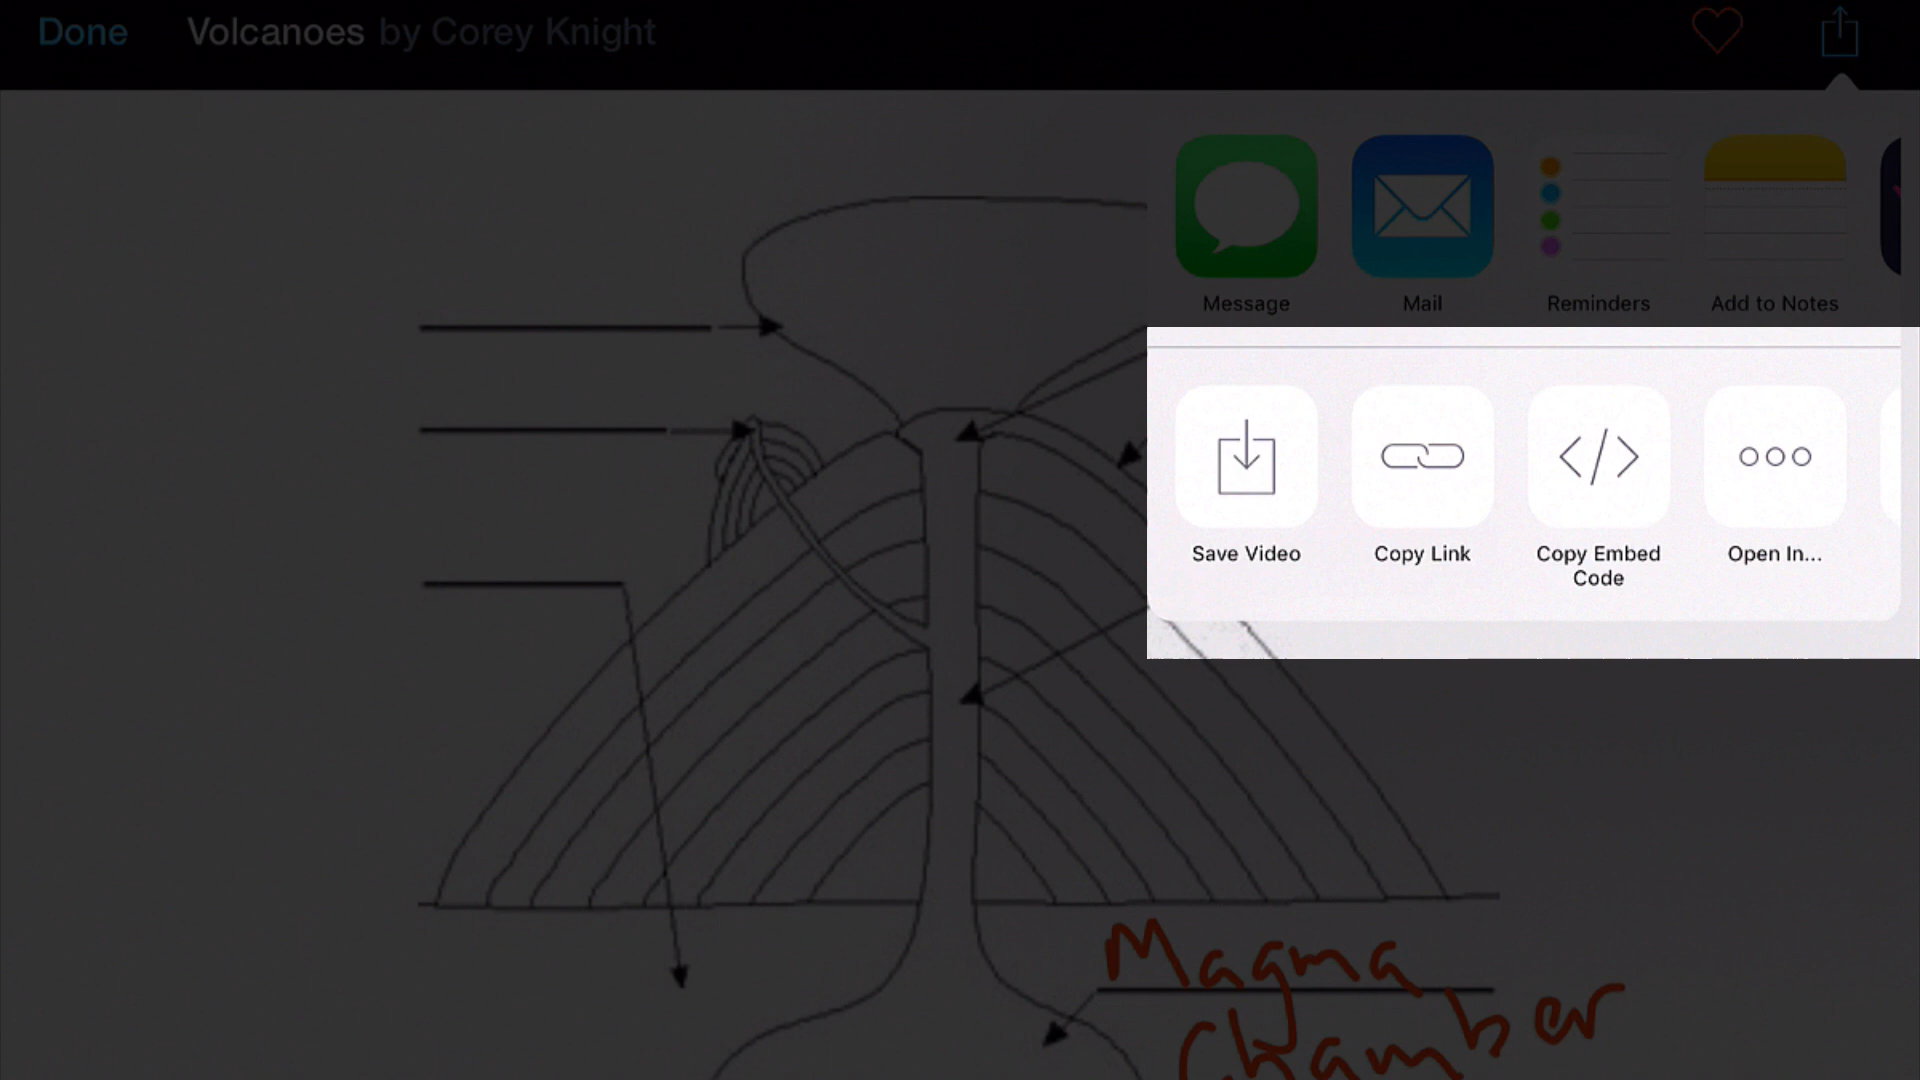 Done Volcanoes by Corey Knight
Message Mail Reminders Add to Notes
Save Video Copy Link Copy Embed Code Open In...
Magma
Chamber